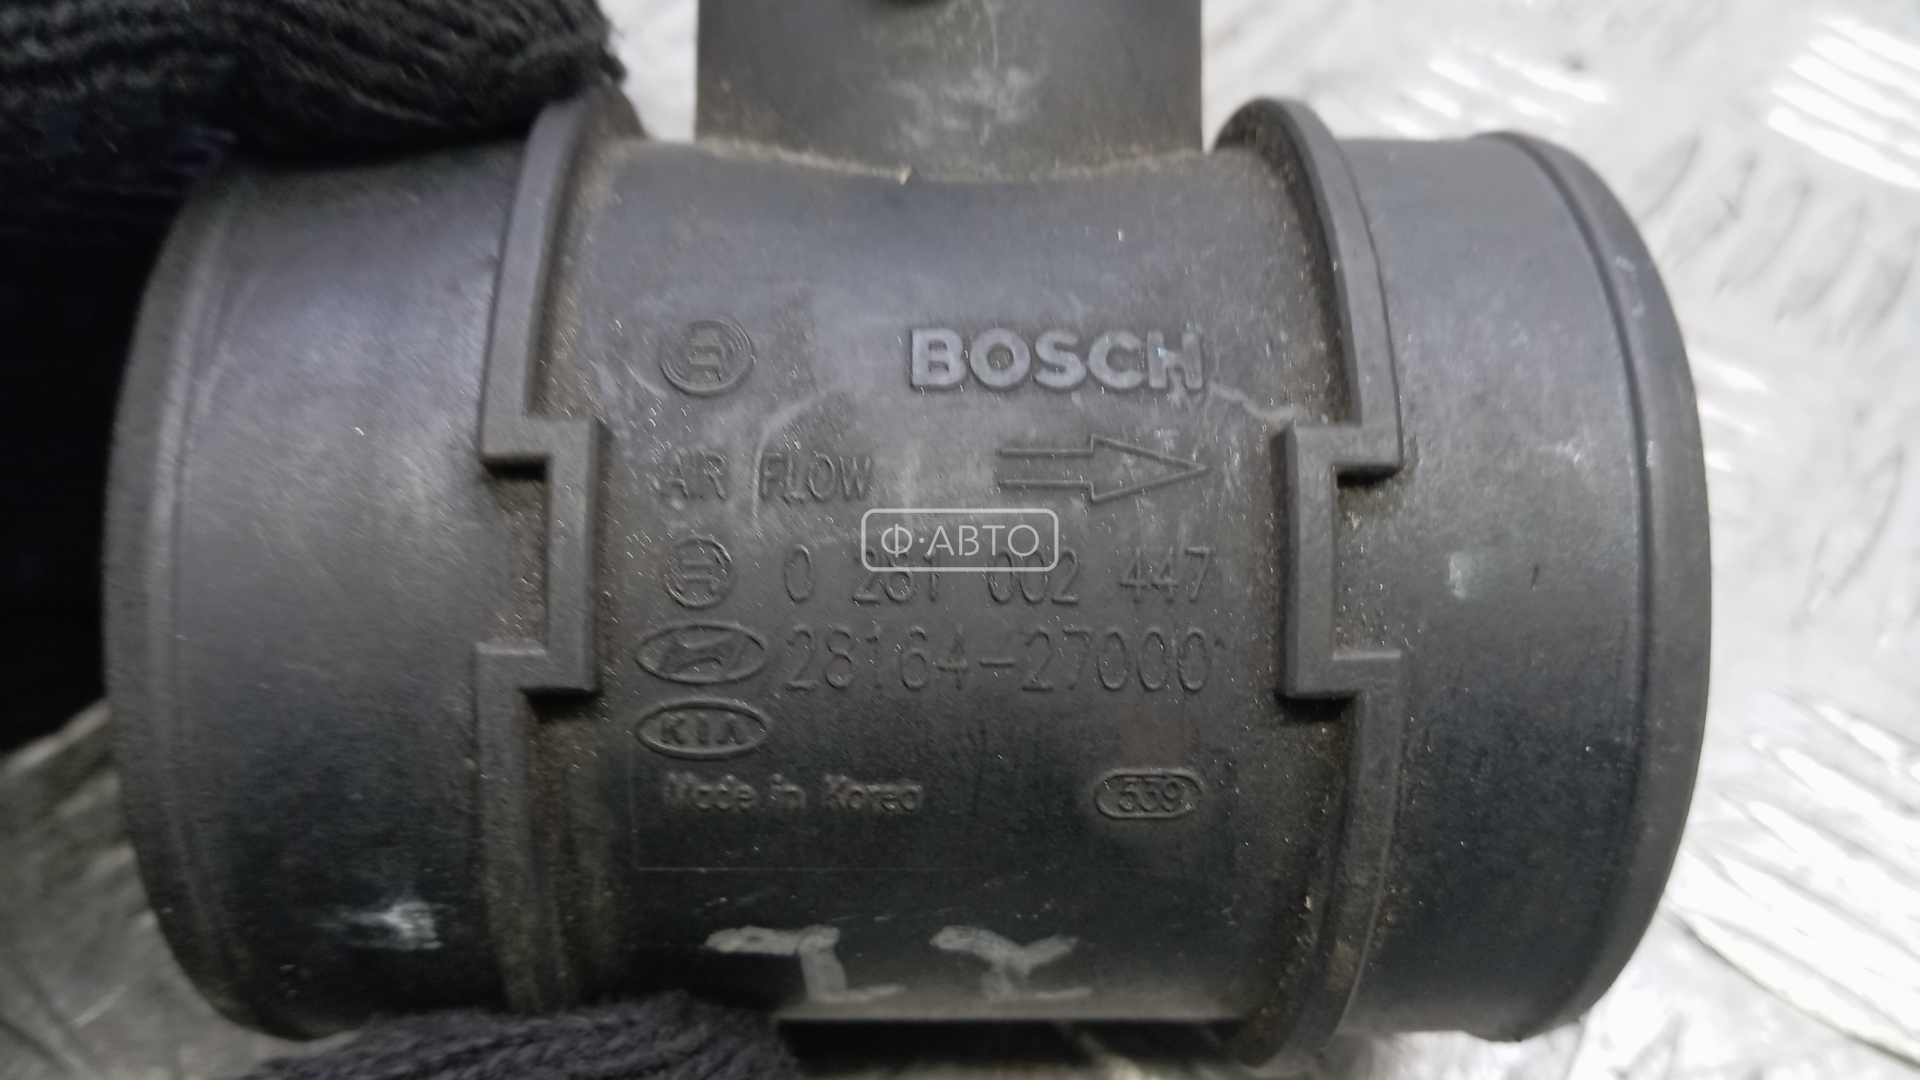 BOSCH
AIR FLOW
Ф·АВТО
0 281 002 447
28164-27000
KIA
Made in Korea
539